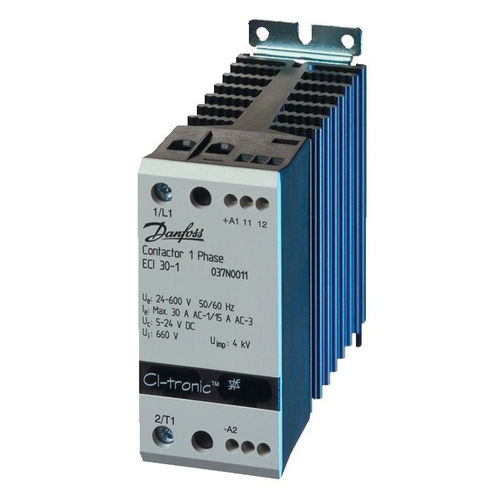 1/L1
+A1 11 12
Danfoss
Contactor 1 Phase
ECI 30-1 037N0011
Ue: 24-600 V 50/60 Hz
Ie: Max. 30 A AC-1/15 A AC-3
Uc: 5-24 V DC
Ui: 660 V Uimp: 4 kV
CI-tronic™
2/T1
-A2